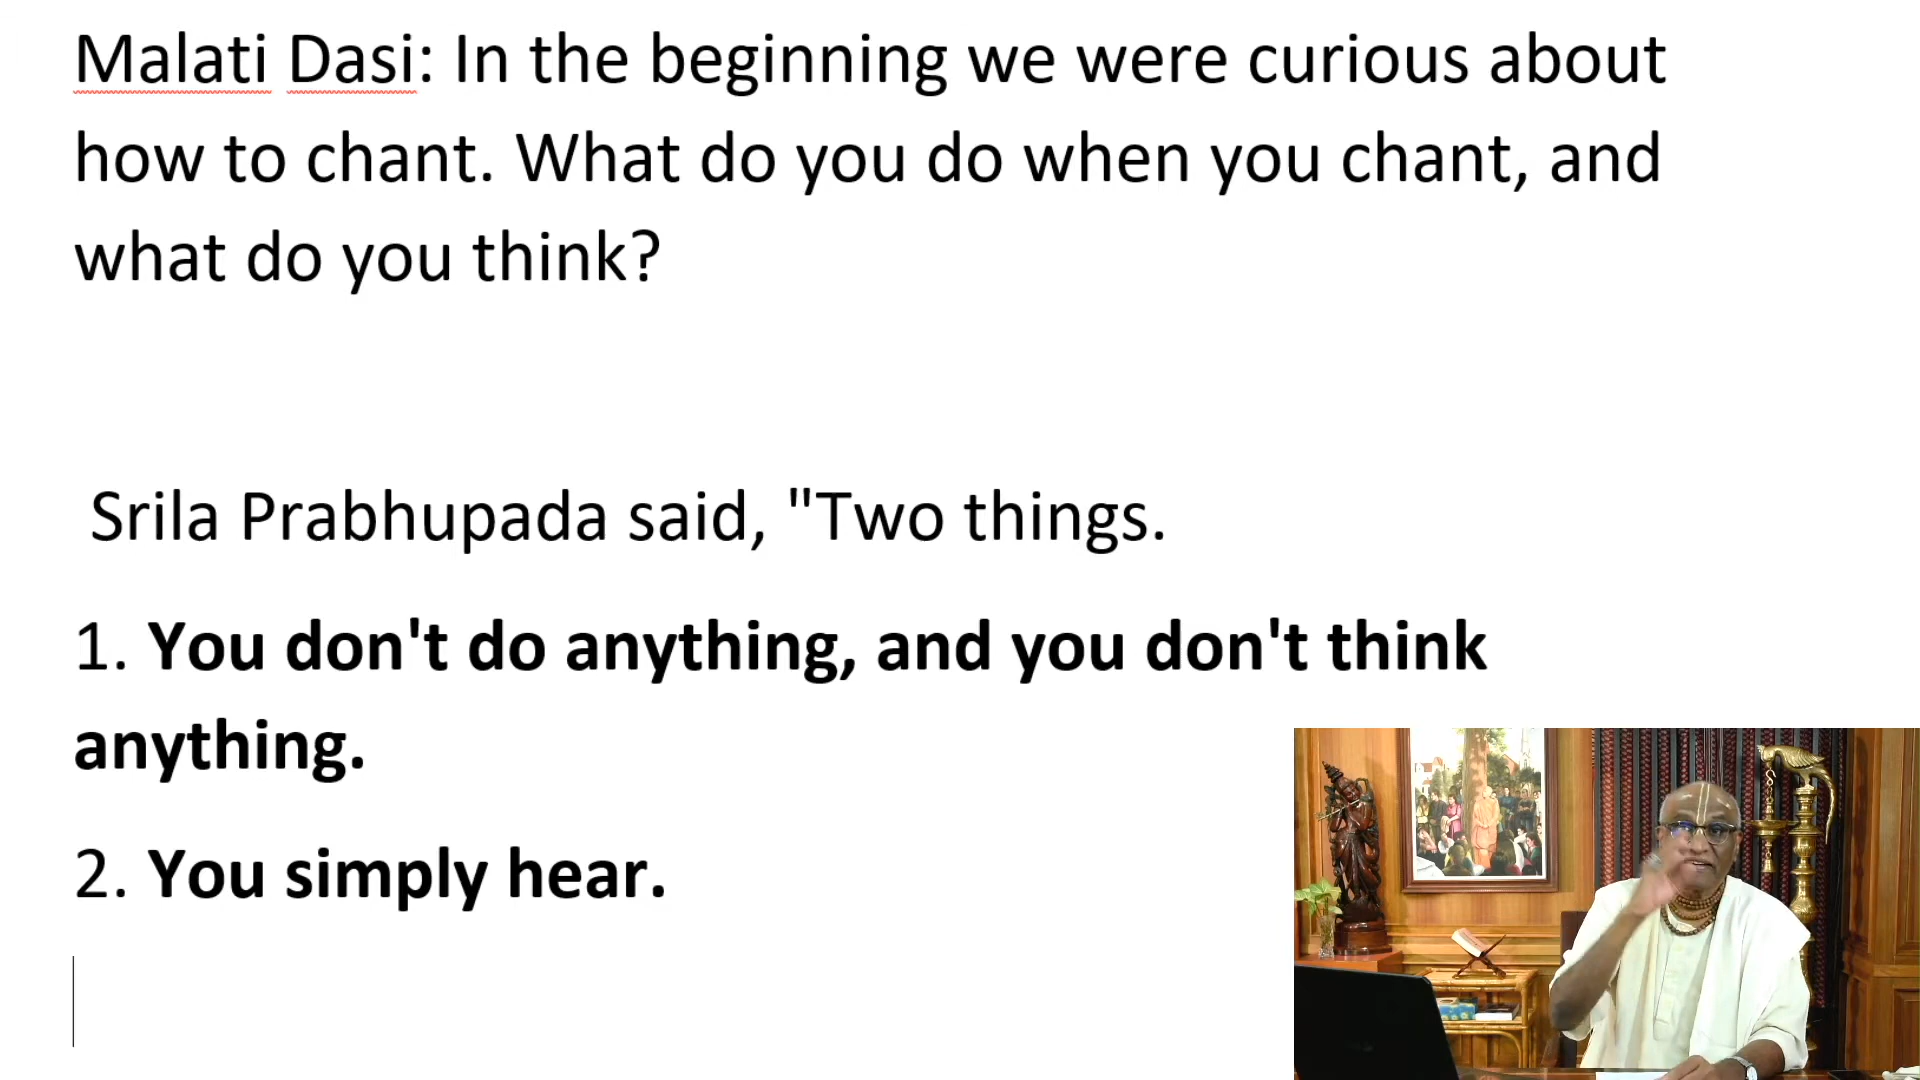 Malati Dasi: In the beginning we were curious about
how to chant. What do you do when you chant, and
what do you think?
Srila Prabhupada said, "Two things.
1. You don't do anything, and you don't think
anything.
2. You simply hear.